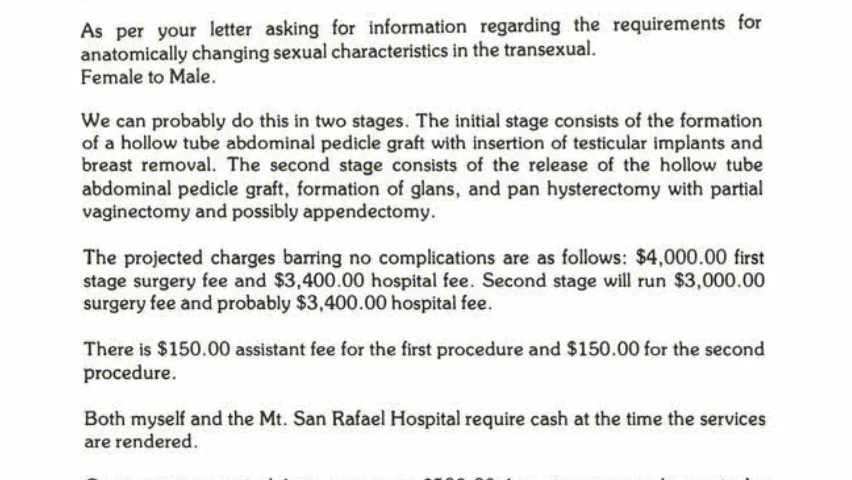 As per your letter asking for information regarding the requirements for
anatomically changing sexual characteristics in the transexual.
Female to Male.
We can probably do this in two stages. The initial stage consists of the formation
of a hollow tube abdominal pedicle graft with insertion of testicular implants and
breast removal. The second stage consists of the release of the hollow tube
abdominal pedicle graft, formation of glans, and pan hysterectomy with partial
vaginectomy and possibly appendectomy.
The projected charges barring no complications are as follows: $4,000.00 first
stage surgery fee and $3,400.00 hospital fee. Second stage will run $3,000.00
surgery fee and probably $3,400.00 hospital fee.
There is $150.00 assistant fee for the first procedure and $150.00 for the second
procedure.
Both myself and the Mt. San Rafael Hospital require cash at the time the services
are rendered.